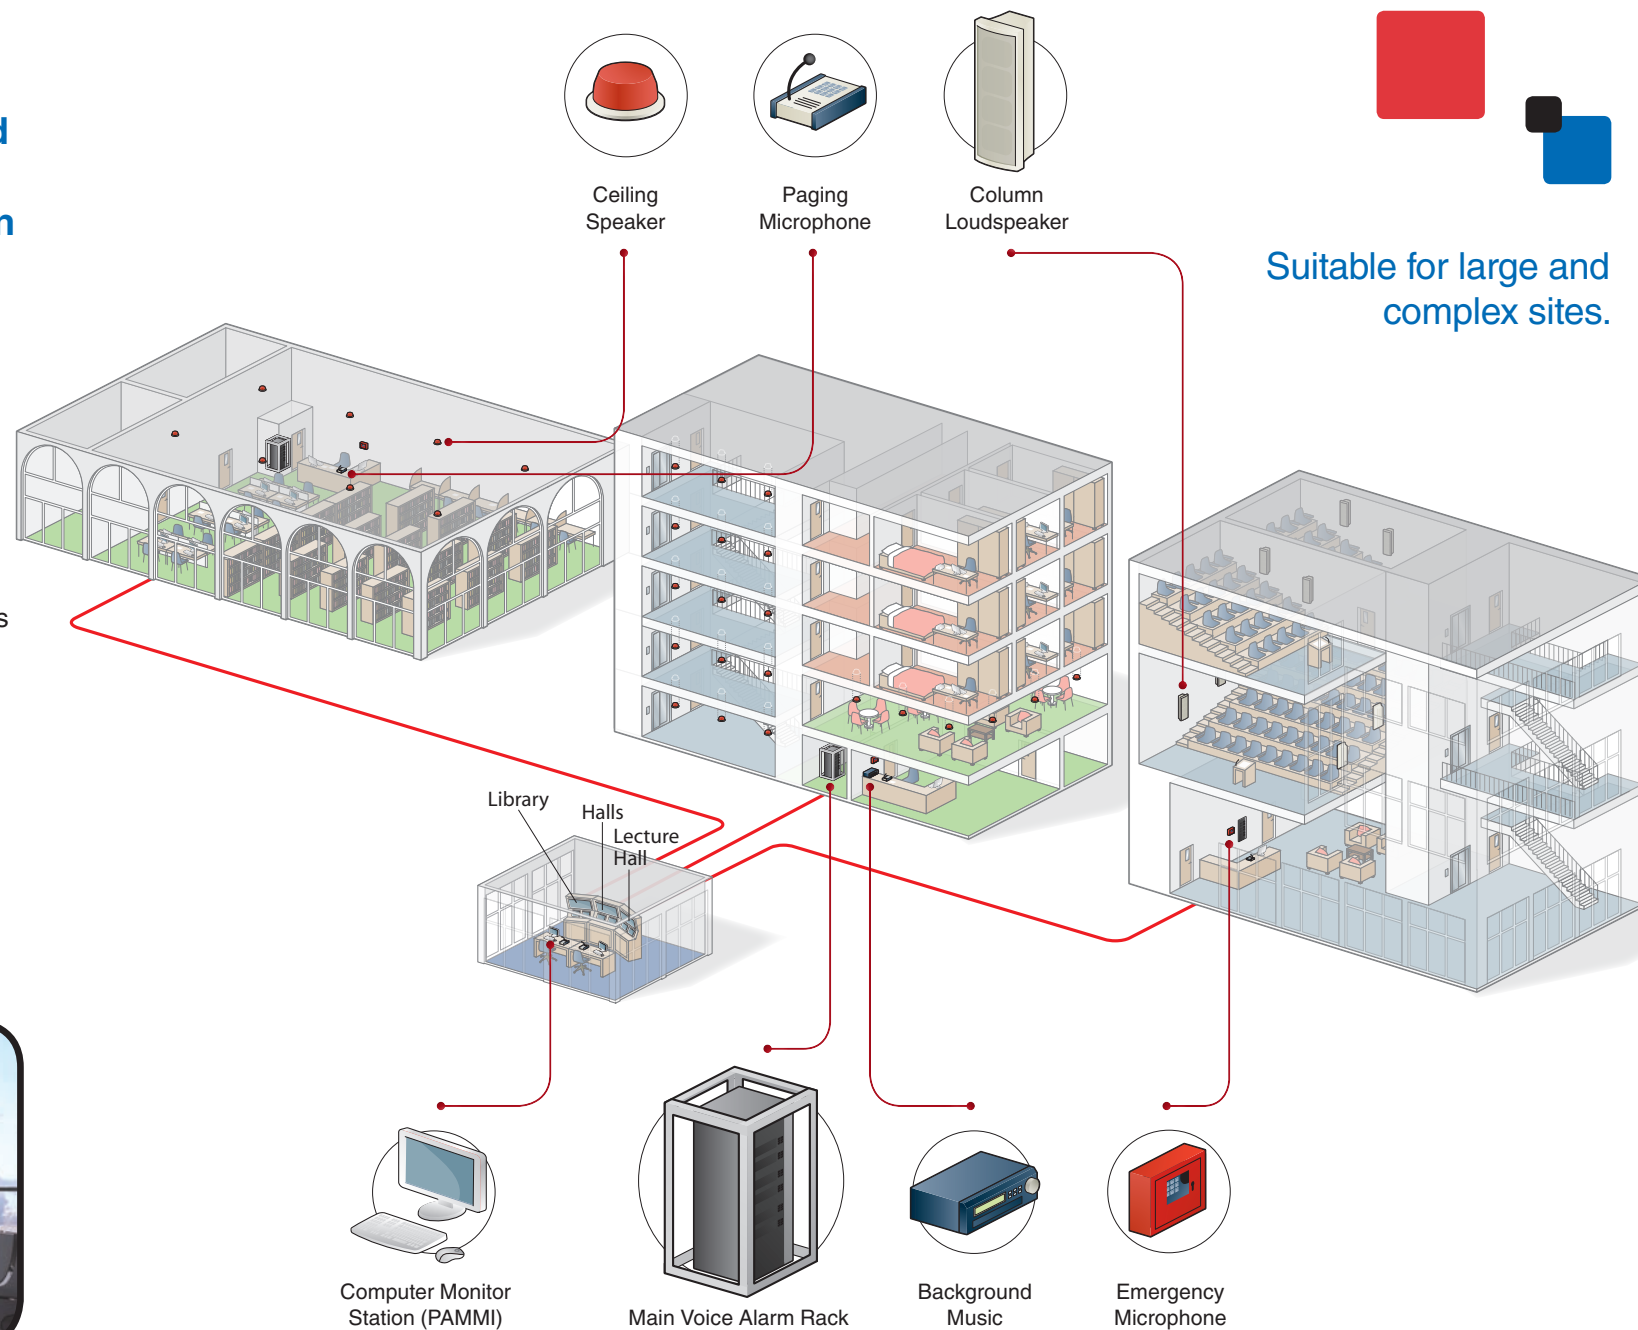 Ceiling
Speaker
Paging
Microphone
Column
Loudspeaker
Suitable for large and
complex sites.
Library
Halls
Lecture
Hall
Computer Monitor
Station (PAMMI)
Main Voice Alarm Rack
Background
Music
Emergency
Microphone